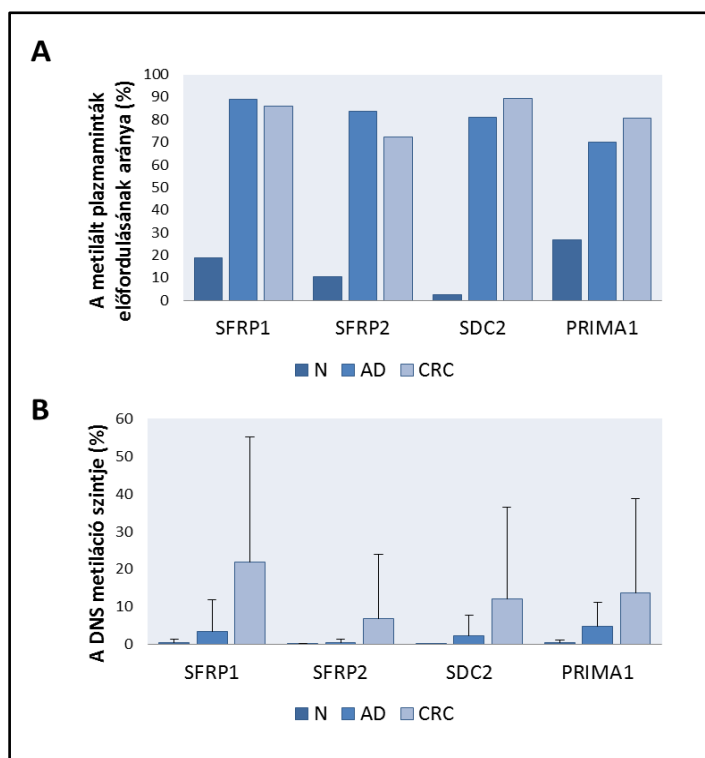 A
A metilált plazmaminták
előfordulásának aránya (%)
100
90
80
70
60
50
40
30
20
10
0
SFRP1 SFRP2 SDC2 PRIMA1
N AD CRC
B
A DNS metiláció szintje (%)
60
50
40
30
20
10
0
SFRP1 SFRP2 SDC2 PRIMA1
N AD CRC